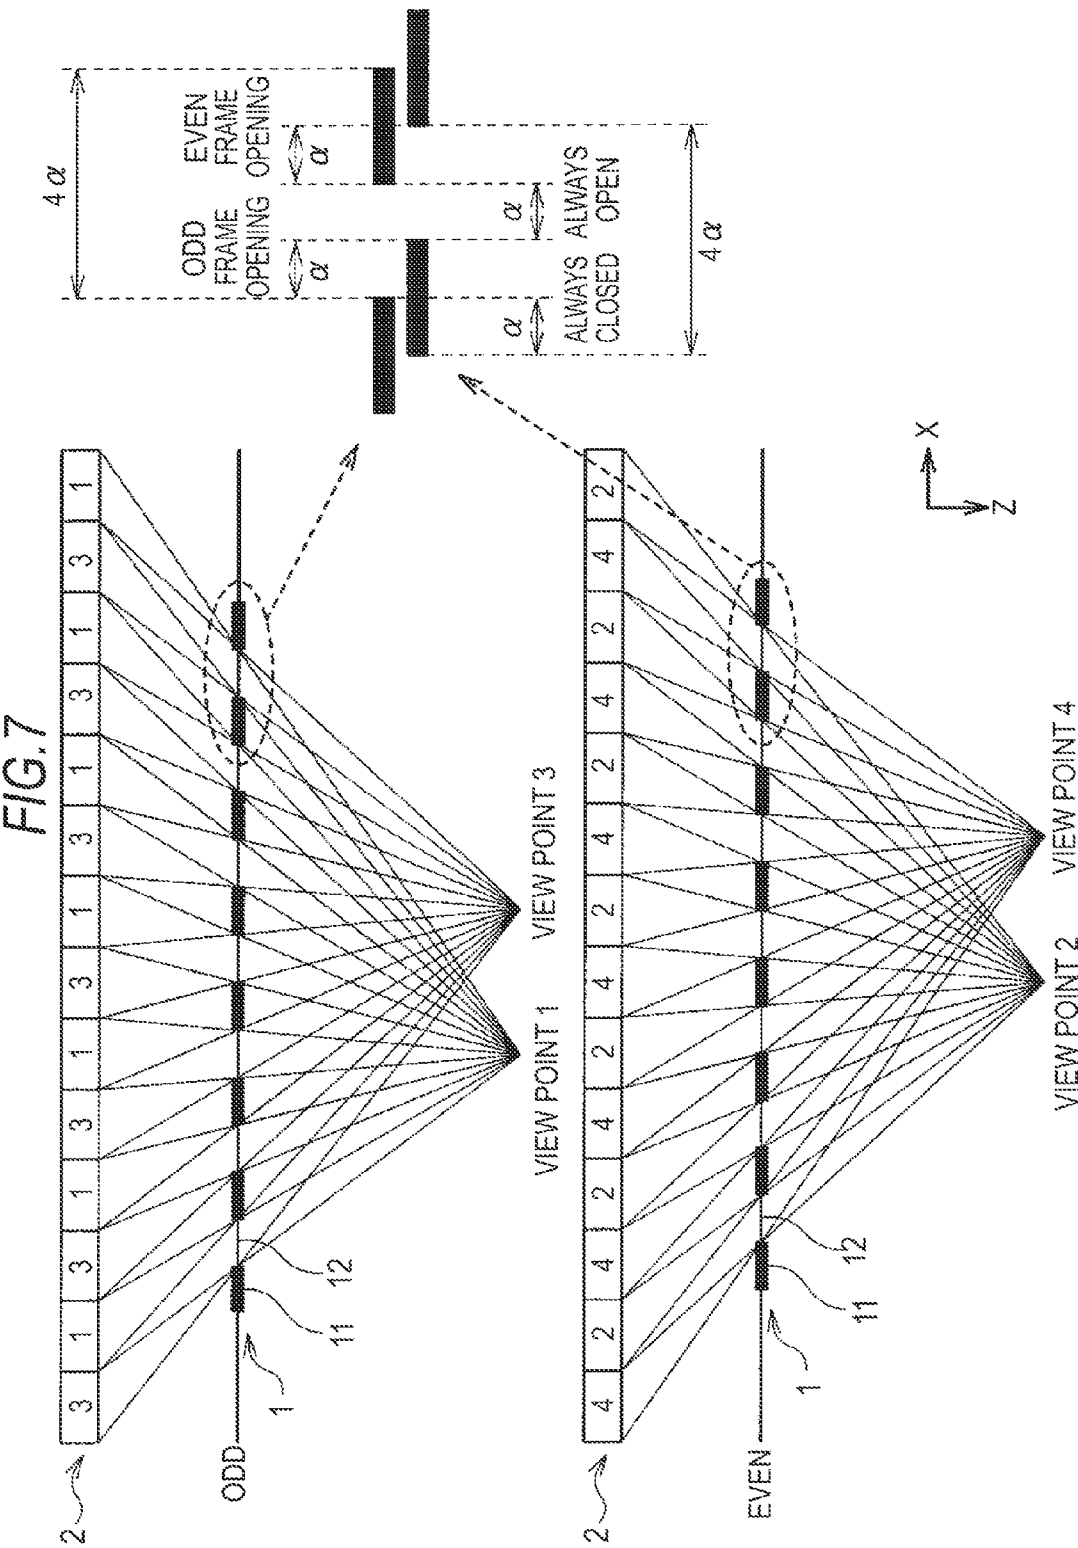 FIG.7
2
3 1 3 1 3 1 3 1 3 1 3 1 3 1
ODD
1
11
12
VIEW POINT 1
VIEW POINT 3
2
4 2 4 2 4 2 4 2 4 2 4 2 4 2
EVEN
1
11
12
VIEW POINT 2
VIEW POINT 4
X
Z
4α
ODD
FRAME
OPENING
EVEN
FRAME
OPENING
α
α
α
α
ALWAYS
CLOSED
ALWAYS
OPEN
4α